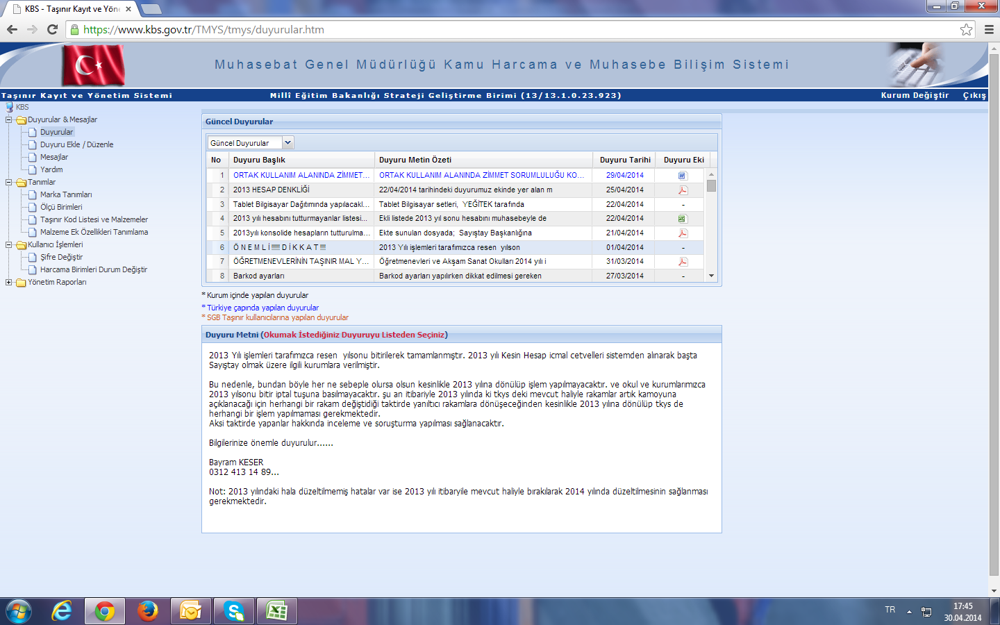 KBS - Taşınır Kayıt ve Yön
https://www.kbs.gov.tr/TMYS/tmys/duyurular.htm
Muhasebat Genel Müdürlüğü Kamu Harcama ve Muhasebe Bilişim Sistemi
Taşınır Kayıt ve Yönetim Sistemi Millî Eğitim Bakanlığı Strateji Geliştirme Birimi (13/13.1.0.23.923) Kurum Değiştir Çıkış
KBS
Duyurular & Mesajlar
Duyurular
Duyuru Ekle / Düzenle
Mesajlar
Yardım
Tanımlar
Marka Tanımları
Ölçü Birimleri
Taşınır Kod Listesi ve Malzemeler
Malzeme Ek Özellikleri Tanımlama
Kullanıcı İşlemleri
Şifre Değiştir
Harcama Birimleri Durum Değiştir
Yönetim Raporları
Güncel Duyurular
Güncel Duyurular
No Duyuru Başlık Duyuru Metin Özeti Duyuru Tarihi Duyuru Eki
1 ORTAK KULLANIM ALANINDA ZİMMET... ORTAK KULLANIM ALANINDA ZİMMET SORUMLULUĞU KO... 29/04/2014
2 2013 HESAP DENKLİĞİ 22/04/2014 tarihindeki duyurumuz ekinde yer alan m 25/04/2014
3 Tablet Bilgisayar Dağıtımında yapılacakl... Tablet Bilgisayar setleri, YEĞİTEK tarafında 22/04/2014 -
4 2013 yılı hesabını tutturmayanlar listesi... Ekli listede 2013 yıl sonu hesabını muhasebeyle de 22/04/2014
5 2013yılı konsolide hesapların tutturulma... Ekte sunulan dosyada; Sayıştay Başkanlığına 21/04/2014
6 Ö N E M L İ D İ K K A T 2013 Yılı işlemleri tarafımızca resen yılson 01/04/2014 -
7 ÖĞRETMENEVLERİNİN TAŞINIR MAL Y... Öğretmenevleri ve Akşam Sanat Okulları 2014 yılı i 31/03/2014
8 Barkod ayarları Barkod ayarları yapılırken dikkat edilmesi gereken 27/03/2014 -
* Kurum içinde yapılan duyurular
* Türkiye çapında yapılan duyurular
* SGB Taşınır kullanıcılarına yapılan duyurular
Duyuru Metni (Okumak İstediğiniz Duyuruyu Listeden Seçiniz)
2013 Yılı işlemleri tarafımızca resen yılsonu bitirilerek tamamlanmıştır. 2013 yılı Kesin Hesap icmal cetvelleri sistemden alınarak başta
Sayıştay olmak üzere ilgili kurumlara verilmiştir.
Bu nedenle, bundan böyle her ne sebeple olursa olsun kesinlikle 2013 yılına dönülüp işlem yapılmayacaktır. ve okul ve kurumlarımızca
2013 yılsonu bitir iptal tuşuna basılmayacaktır. şu an itibariyle 2013 yılında ki tkys deki mevcut haliyle rakamlar artık kamoyuna
açıklanacağı için herhangi bir rakam değiştidiği taktirde yanıltıcı rakamlara dönüşeceğinden kesinlikle 2013 yılına dönülüp tkys de
herhangi bir işlem yapılmaması gerekmektedir.
Aksi taktirde yapanlar hakkında inceleme ve soruşturma yapılması sağlanacaktır.
Bilgilerinize önemle duyurulur......
Bayram KESER
0312 413 14 89...
Not: 2013 yılındaki hala düzeltilmemiş hatalar var ise 2013 yılı itibaryile mevcut haliyle bırakılarak 2014 yılında düzeltilmesinin sağlanması
gerekmektedir.
TR
17:45
30.04.2014